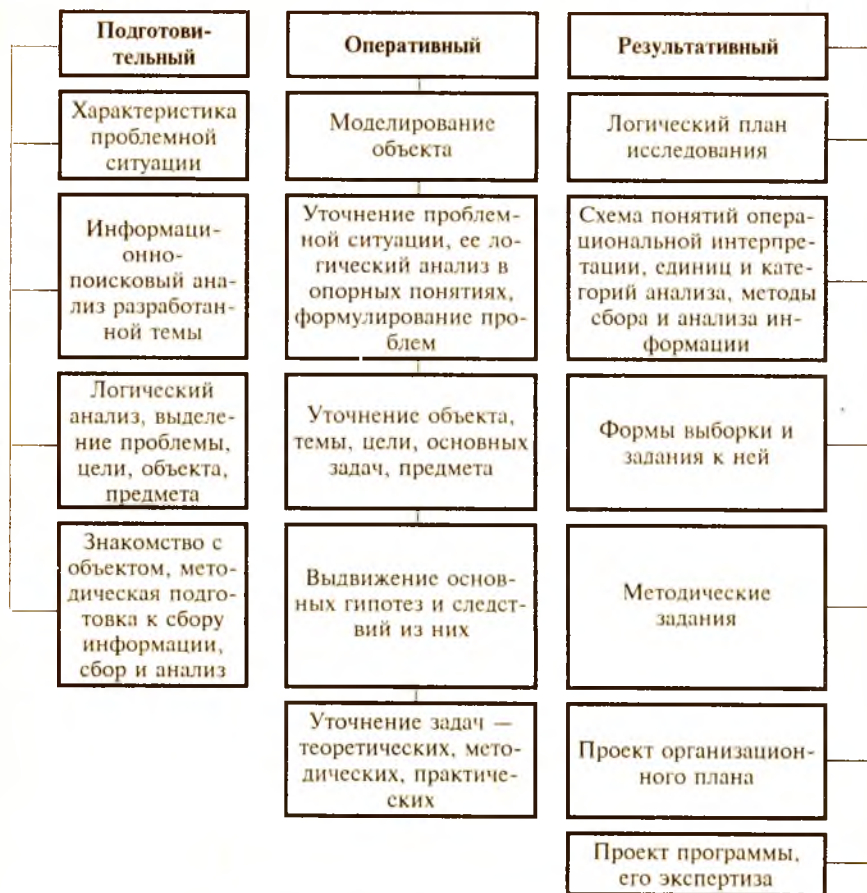 Подготови-
тельный
Характеристика
проблемной
ситуации
Информаци-
онно-
поисковый ана-
лиз разработан-
ной темы
Логический
анализ, выделе-
ние проблемы,
цели, объекта,
предмета
Знакомство с
объектом, мето-
дическая подго-
товка к сбору
информации,
сбор и анализ
Оперативный
Моделирование
объекта
Уточнение проблем-
ной ситуации, ее ло-
гический анализ в
опорных понятиях,
формулирование про-
блем
Уточнение объекта,
темы, цели, основных
задач, предмета
Выдвижение основ-
ных гипотез и следст-
вий из них
Уточнение задач —
теоретических, мето-
дических, практиче-
ских
Результативный
Логический план
исследования
Схема понятий опера-
циональной интерпре-
тации, единиц и кате-
горий анализа, методы
сбора и анализа ин-
формации
Формы выборки и
задания к ней
Методические
задания
Проект организацион-
ного плана
Проект программы,
его экспертиза